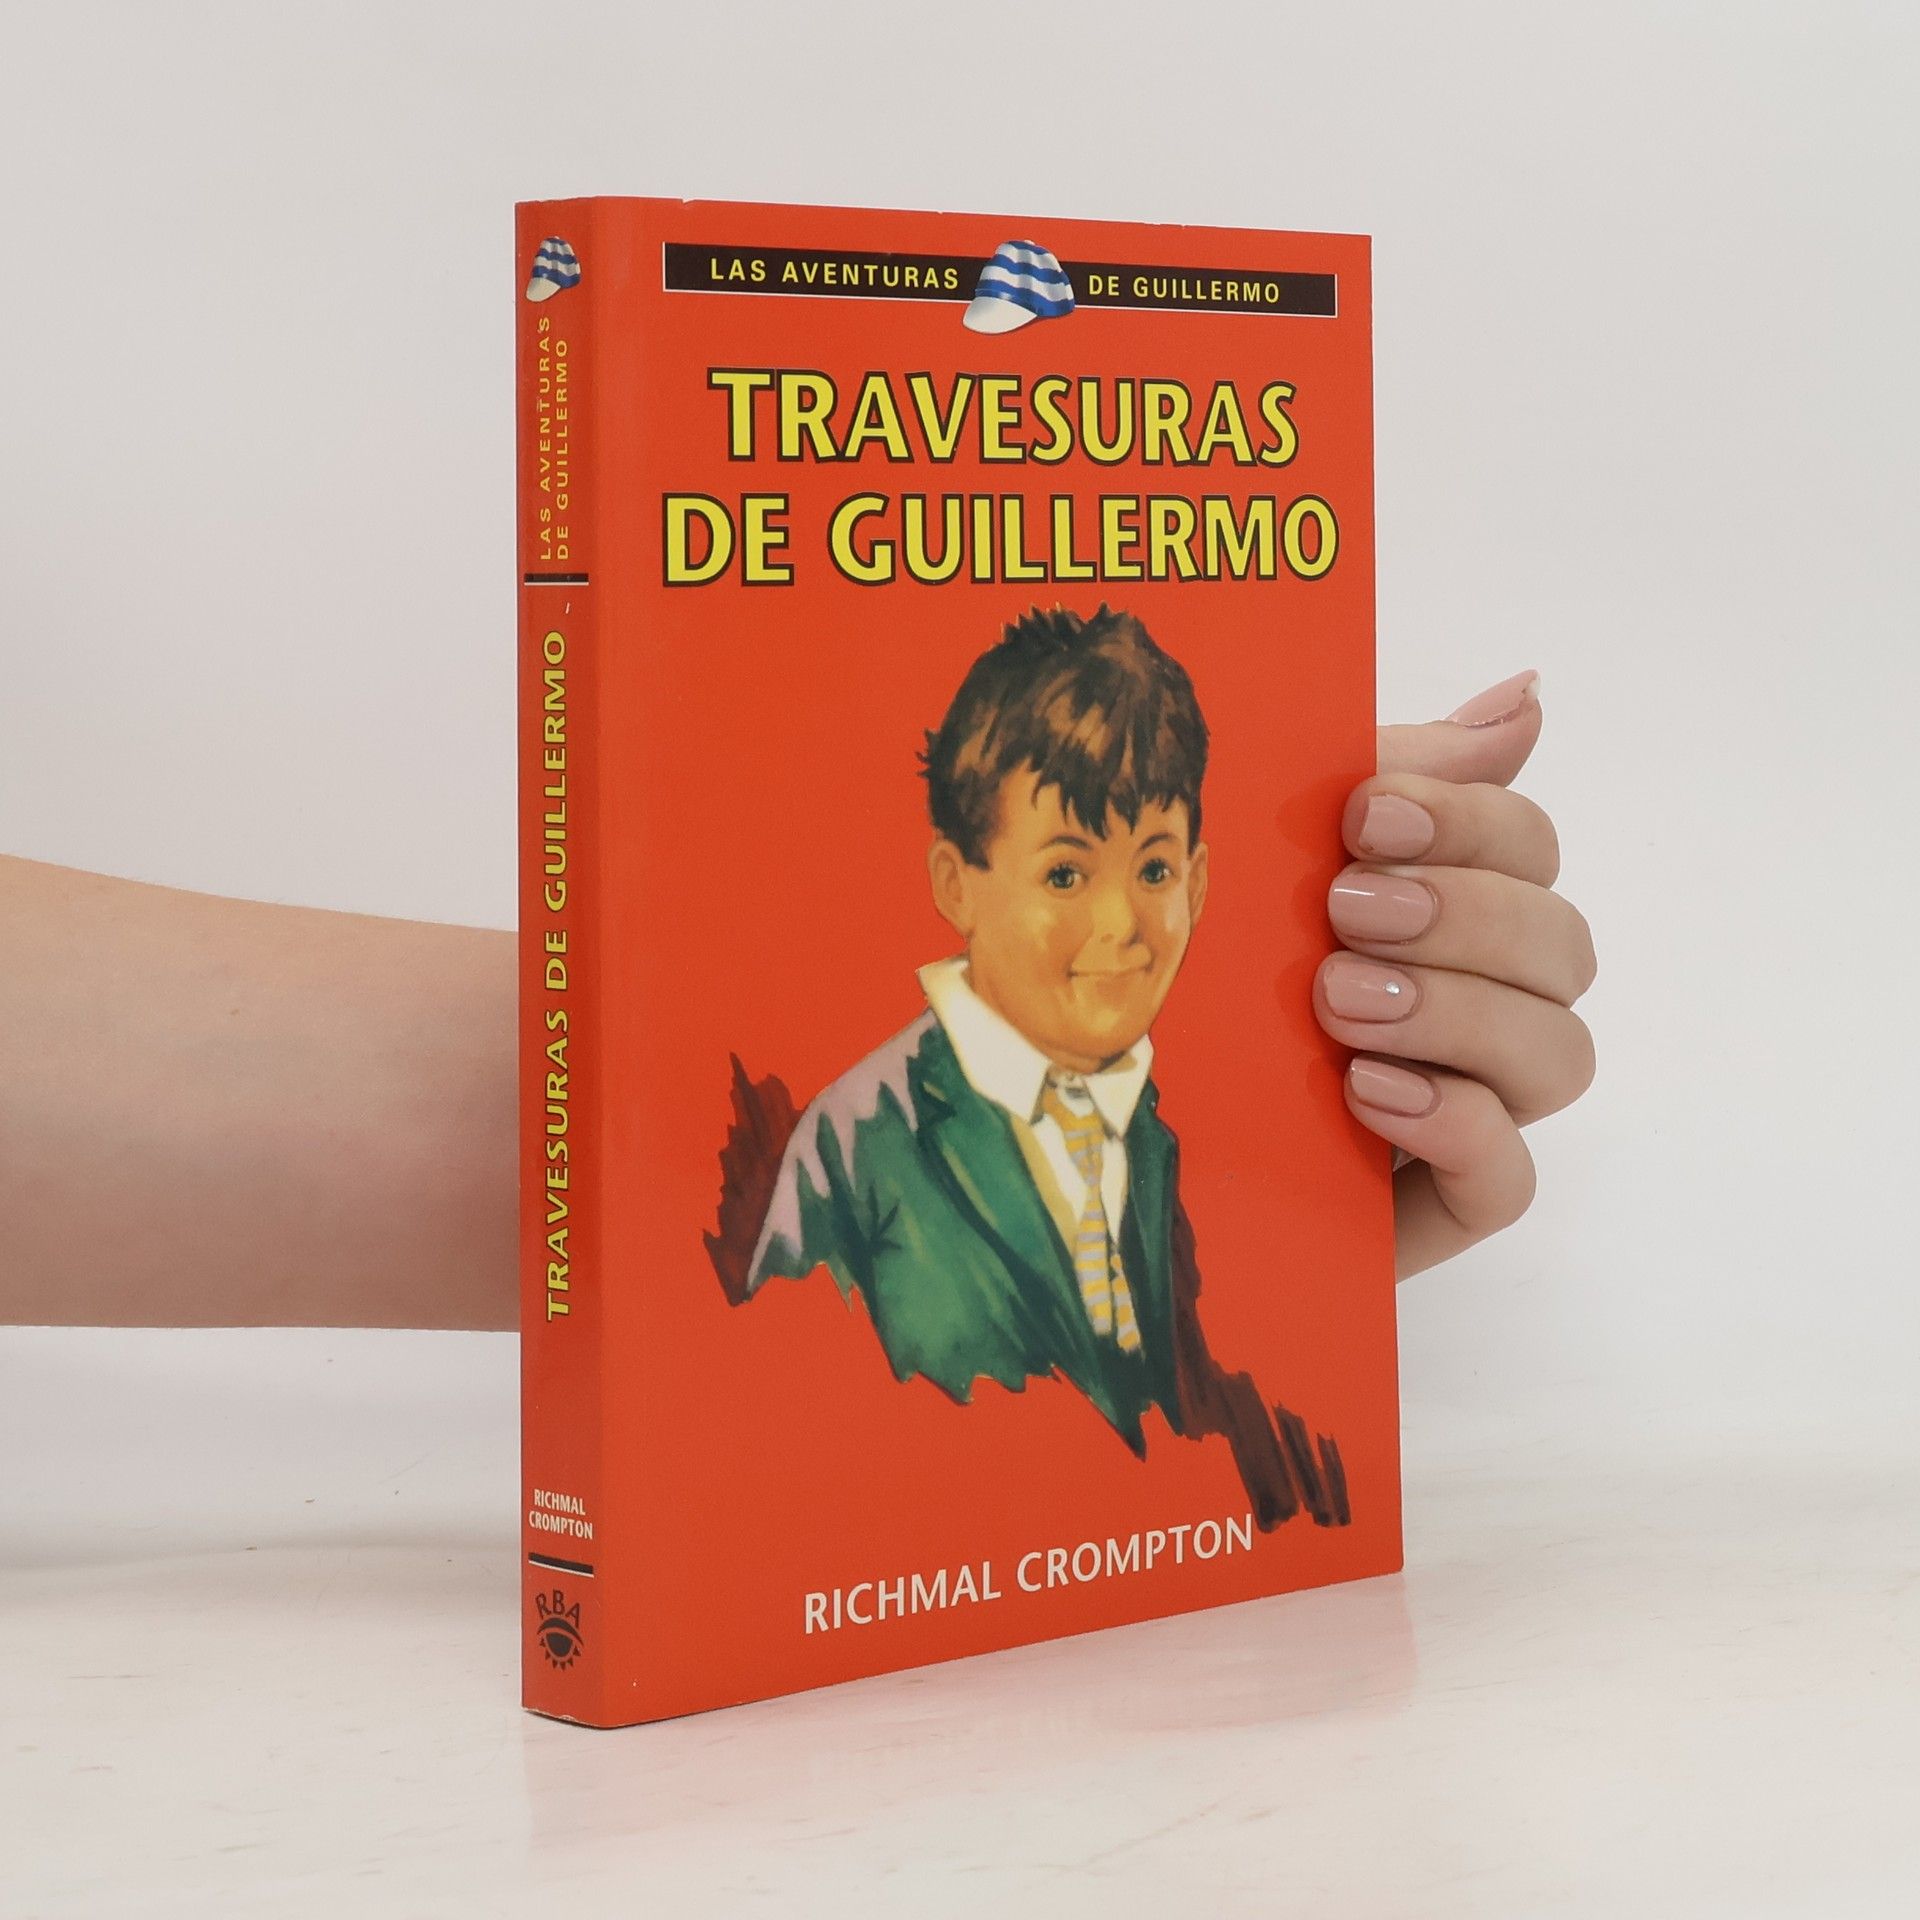 LAS AVENTURAS DE GUILLERMO
TRAVESURAS
DE GUILLERMO
RICHMAL CROMPTON
LAS AVENTURAS
DE GUILLERMO
TRAVESURAS DE GUILLERMO
RICHMAL
CROMPTON
RBA